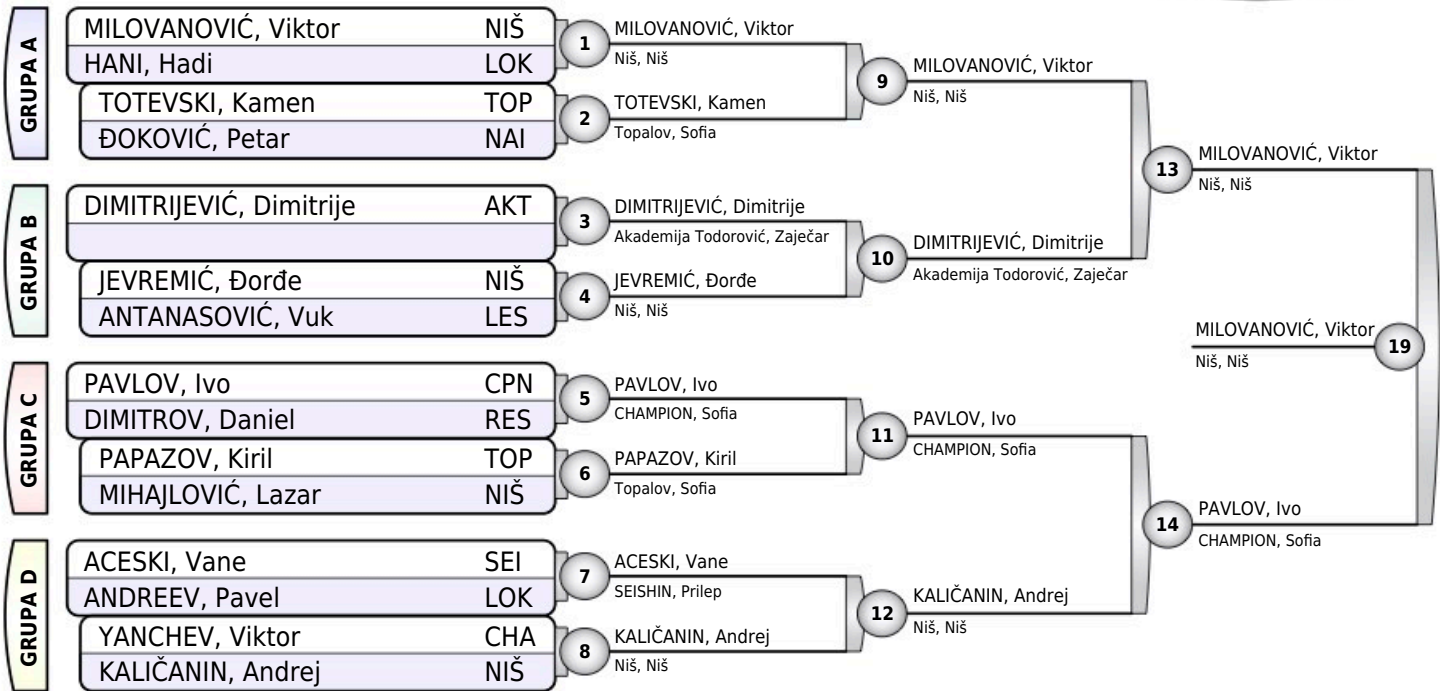 GRUPA A
MILOVANOVIĆ, Viktor NIŠ
HANI, Hadi LOK
TOTEVSKI, Kamen TOP
ĐOKOVIĆ, Petar NAI
GRUPA B
DIMITRIJEVIĆ, Dimitrije AKT
JEVREMIĆ, Đorđe NIŠ
ANTANASOVIĆ, Vuk LES
GRUPA C
PAVLOV, Ivo CPN
DIMITROV, Daniel RES
PAPAZOV, Kiril TOP
MIHAJLOVIĆ, Lazar NIŠ
GRUPA D
ACESKI, Vane SEI
ANDREEV, Pavel LOK
YANCHEV, Viktor CHA
KALIČANIN, Andrej NIŠ
1
MILOVANOVIĆ, Viktor
Niš, Niš
2
TOTEVSKI, Kamen
Topalov, Sofia
3
DIMITRIJEVIĆ, Dimitrije
Akademija Todorović, Zaječar
4
JEVREMIĆ, Đorđe
Niš, Niš
5
PAVLOV, Ivo
CHAMPION, Sofia
6
PAPAZOV, Kiril
Topalov, Sofia
7
ACESKI, Vane
SEISHIN, Prilep
8
KALIČANIN, Andrej
Niš, Niš
9
MILOVANOVIĆ, Viktor
Niš, Niš
10
DIMITRIJEVIĆ, Dimitrije
Akademija Todorović, Zaječar
11
PAVLOV, Ivo
CHAMPION, Sofia
12
KALIČANIN, Andrej
Niš, Niš
13
MILOVANOVIĆ, Viktor
Niš, Niš
14
PAVLOV, Ivo
CHAMPION, Sofia
MILOVANOVIĆ, Viktor
Niš, Niš
19